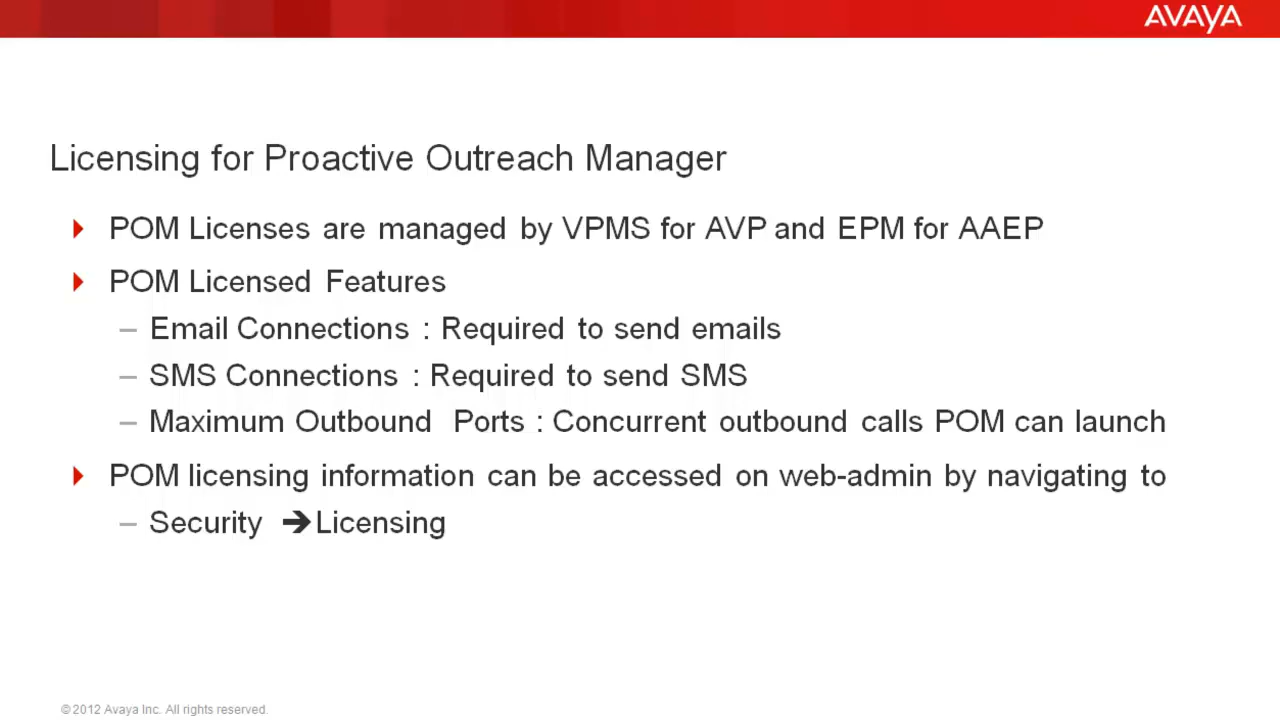 AVAYA
Licensing for Proactive Outreach Manager
POM Licenses are managed by VPMS for AVP and EPM for AAEP
POM Licensed Features
– Email Connections : Required to send emails
– SMS Connections : Required to send SMS
– Maximum Outbound Ports : Concurrent outbound calls POM can launch
POM licensing information can be accessed on web-admin by navigating to
– Security ➔Licensing
© 2012 Avaya Inc. All rights reserved.